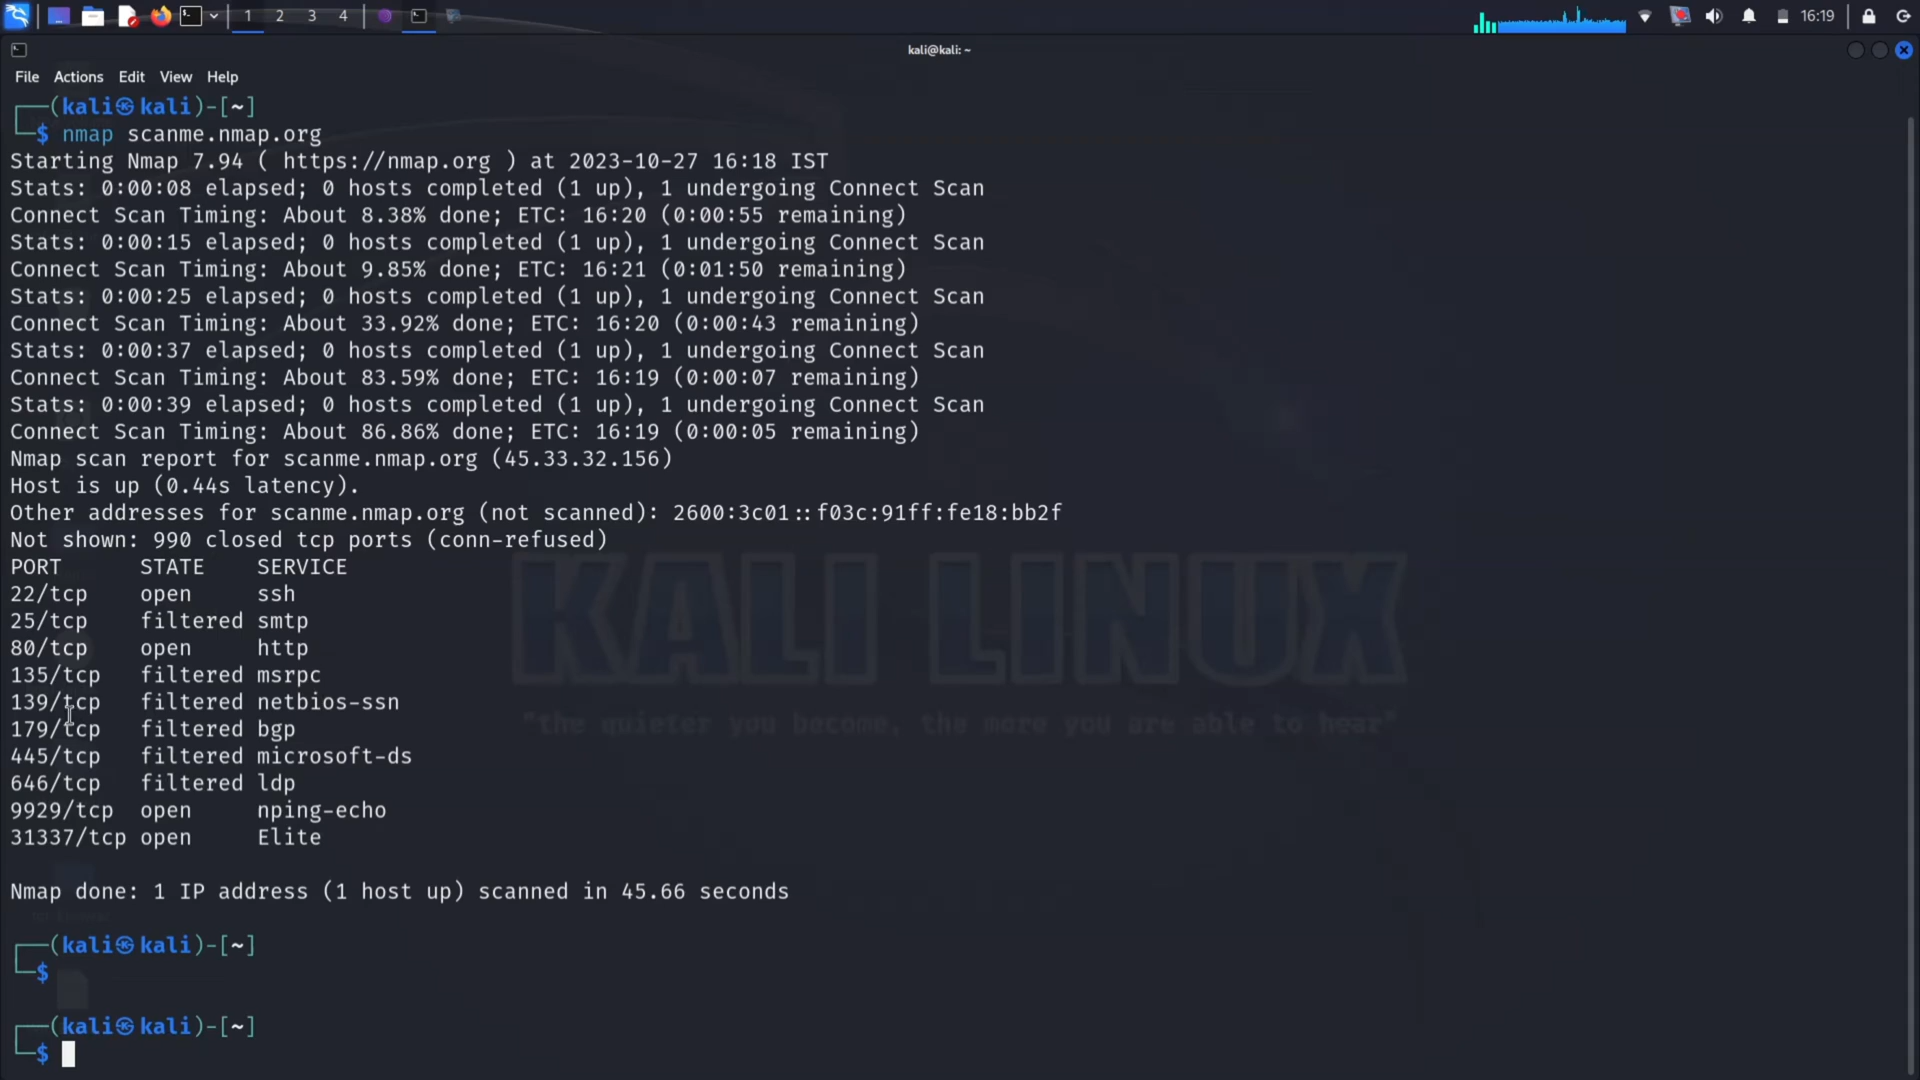 1 2 3 4 16:19
kali@kali: ~
File Actions Edit View Help
┌──(kali㉿kali)-[~]
└─$ nmap scanme.nmap.org
Starting Nmap 7.94 ( https://nmap.org ) at 2023-10-27 16:18 IST
Stats: 0:00:08 elapsed; 0 hosts completed (1 up), 1 undergoing Connect Scan
Connect Scan Timing: About 8.38% done; ETC: 16:20 (0:00:55 remaining)
Stats: 0:00:15 elapsed; 0 hosts completed (1 up), 1 undergoing Connect Scan
Connect Scan Timing: About 9.85% done; ETC: 16:21 (0:01:50 remaining)
Stats: 0:00:25 elapsed; 0 hosts completed (1 up), 1 undergoing Connect Scan
Connect Scan Timing: About 33.92% done; ETC: 16:20 (0:00:43 remaining)
Stats: 0:00:37 elapsed; 0 hosts completed (1 up), 1 undergoing Connect Scan
Connect Scan Timing: About 83.59% done; ETC: 16:19 (0:00:07 remaining)
Stats: 0:00:39 elapsed; 0 hosts completed (1 up), 1 undergoing Connect Scan
Connect Scan Timing: About 86.86% done; ETC: 16:19 (0:00:05 remaining)
Nmap scan report for scanme.nmap.org (45.33.32.156)
Host is up (0.44s latency).
Other addresses for scanme.nmap.org (not scanned): 2600:3c01::f03c:91ff:fe18:bb2f
Not shown: 990 closed tcp ports (conn-refused)
PORT STATE SERVICE
22/tcp open ssh
25/tcp filtered smtp
80/tcp open http
135/tcp filtered msrpc
139/tcp filtered netbios-ssn
179/tcp filtered bgp
445/tcp filtered microsoft-ds
646/tcp filtered ldp
9929/tcp open nping-echo
31337/tcp open Elite
KALI LINUX
"the quieter you become, the more you are able to hear"
Nmap done: 1 IP address (1 host up) scanned in 45.66 seconds
┌──(kali㉿kali)-[~]
└─$
┌──(kali㉿kali)-[~]
└─$